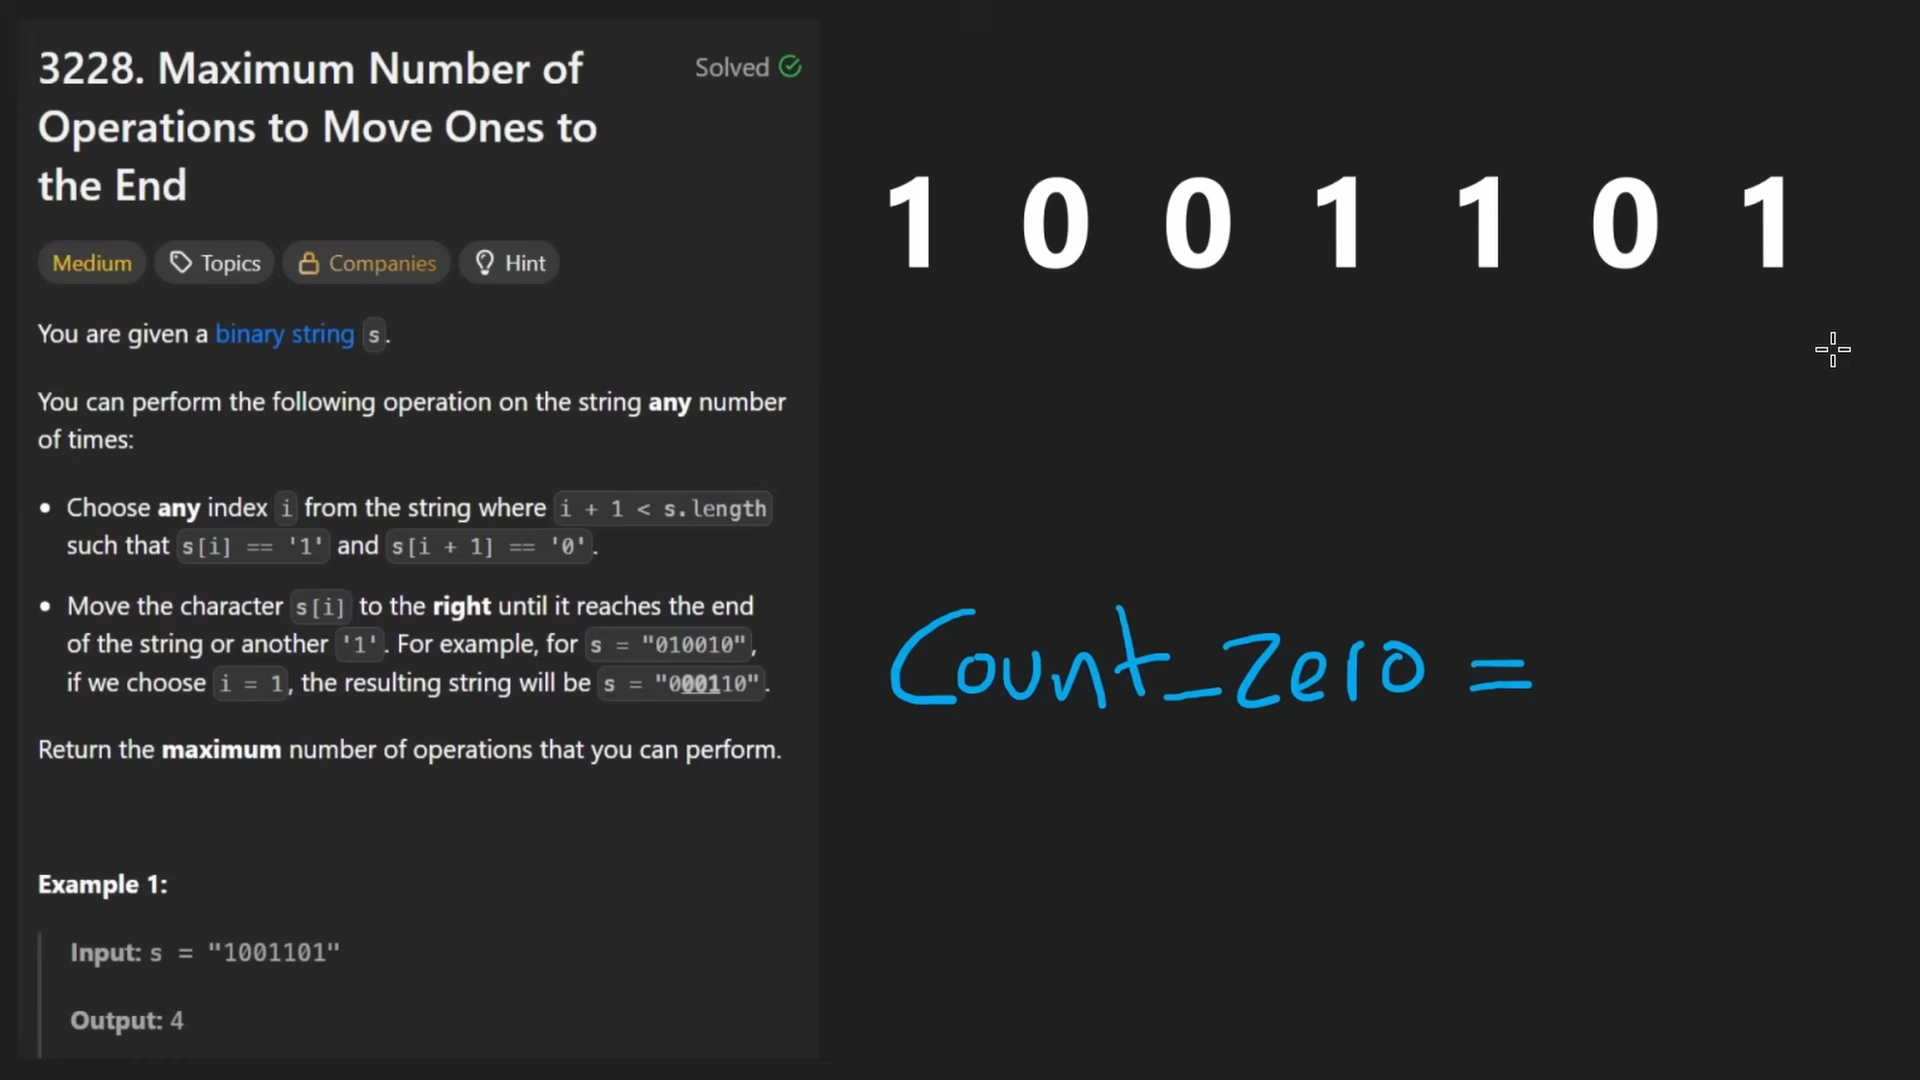 3228. Maximum Number of
Operations to Move Ones to
the End
Solved
Medium Topics Companies Hint
You are given a binary string s.
You can perform the following operation on the string any number
of times:
• Choose any index i from the string where i + 1 < s.length
such that s[i] == '1' and s[i + 1] == '0'.
• Move the character s[i] to the right until it reaches the end
of the string or another '1'. For example, for s = "010010",
if we choose i = 1, the resulting string will be s = "000110".
Return the maximum number of operations that you can perform.
Example 1:
Input: s = "1001101"
Output: 4
1 0 0 1 1 0 1
Count_Zero =